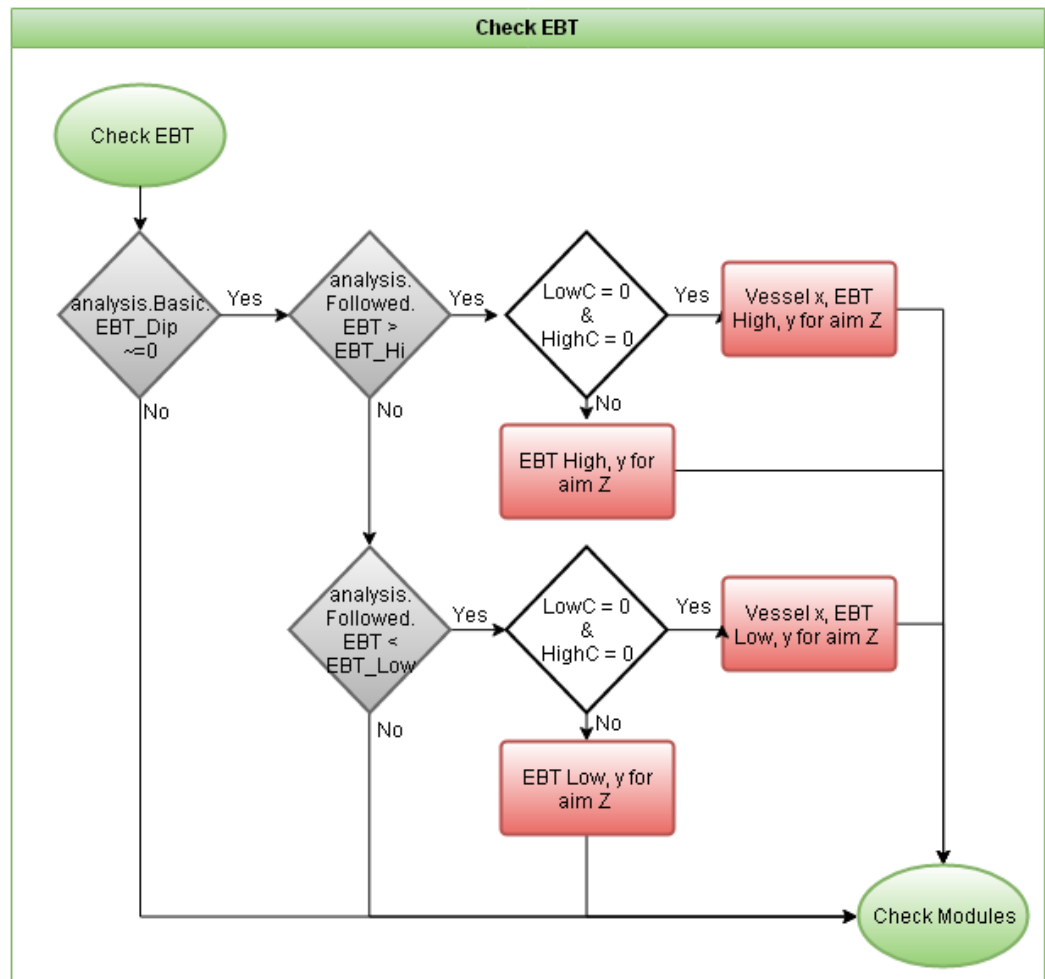 Check EBT
Check EBT
analysis.Basic.
EBT_Dip
~=0
Yes
No
analysis.
Followed.
EBT >
EBT_Hi
Yes
No
LowC = 0
&
HighC = 0
Yes
No
Vessel x, EBT
High, y for aim Z
EBT High, y for
aim Z
analysis.
Followed.
EBT <
EBT_Low
Yes
No
LowC = 0
&
HighC = 0
Yes
No
Vessel x, EBT
Low, y for aim Z
EBT Low, y for
aim Z
Check Modules